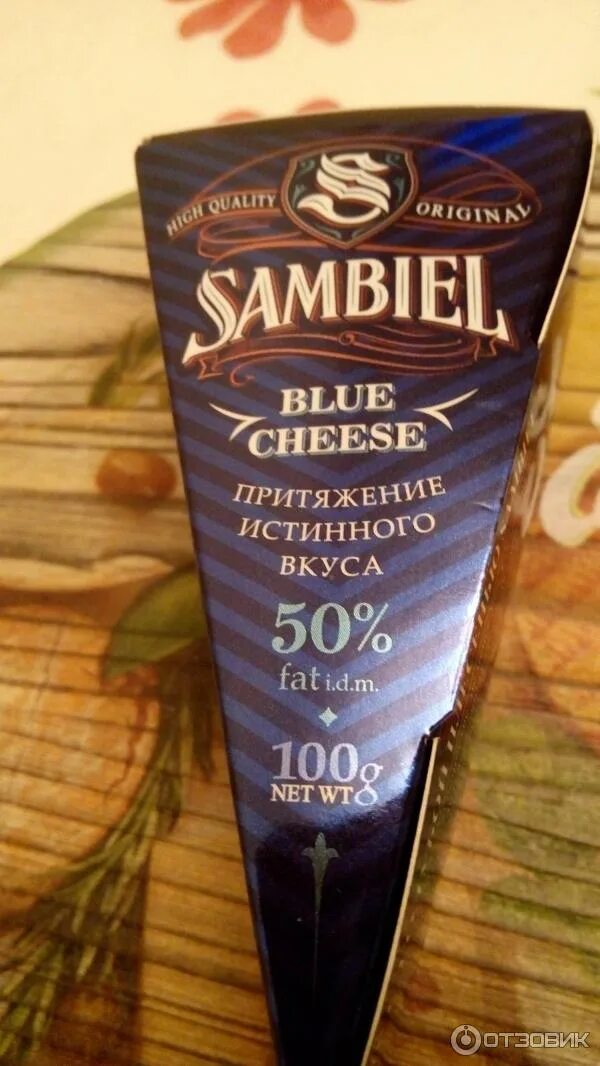 S
HIGH QUALITY ORIGINAL
SAMBIEL
BLUE
CHEESE
ПРИТЯЖЕНИЕ
ИСТИННОГО
ВКУСА
50%
fat i.d.m.
100g
NET WT
ОТЗОВИК